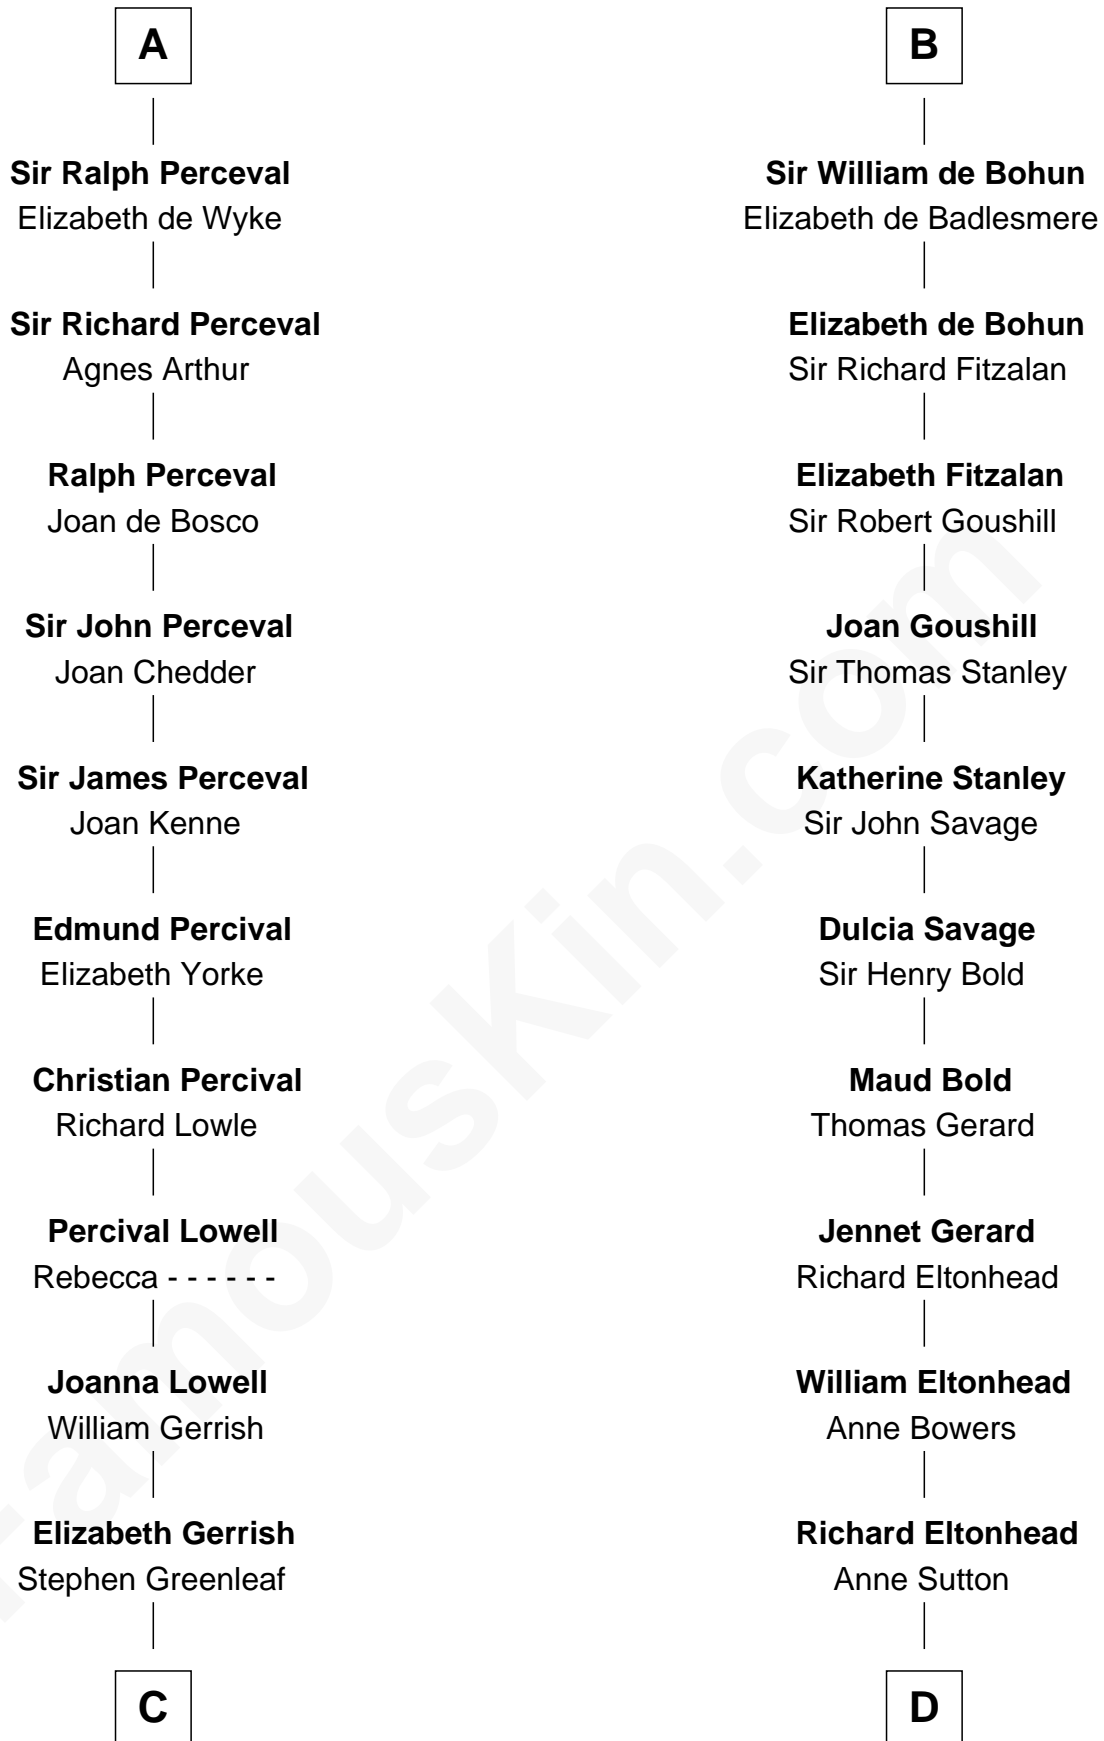 A
Sir Ralph Perceval
Elizabeth de Wyke
Sir Richard Perceval
Agnes Arthur
Ralph Perceval
Joan de Bosco
Sir John Perceval
Joan Chedder
Sir James Perceval
Joan Kenne
Edmund Percival
Elizabeth Yorke
Christian Percival
Richard Lowle
Percival Lowell
Rebecca - - - - - -
Joanna Lowell
William Gerrish
Elizabeth Gerrish
Stephen Greenleaf
C
B
Sir William de Bohun
Elizabeth de Badlesmere
Elizabeth de Bohun
Sir Richard Fitzalan
Elizabeth Fitzalan
Sir Robert Goushill
Joan Goushill
Sir Thomas Stanley
Katherine Stanley
Sir John Savage
Dulcia Savage
Sir Henry Bold
Maud Bold
Thomas Gerard
Jennet Gerard
Richard Eltonhead
William Eltonhead
Anne Bowers
Richard Eltonhead
Anne Sutton
D
FamousKin.com